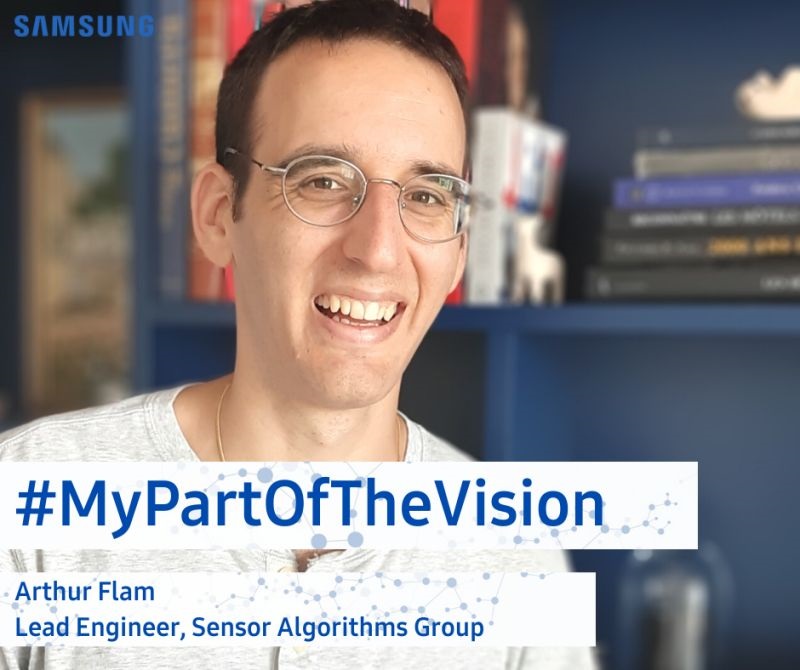 SAMSUNG
#MyPartOfTheVision
Arthur Flam
Lead Engineer, Sensor Algorithms Group